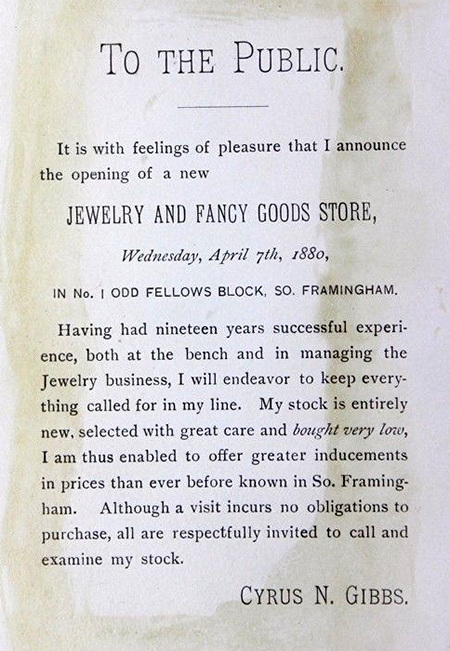 To the Public.
It is with feelings of pleasure that I announce
the opening of a new
JEWELRY AND FANCY GOODS STORE,
Wednesday, April 7th, 1880,
IN No. 1 ODD FELLOWS BLOCK, SO. FRAMINGHAM.
Having had nineteen years successful experi-
ence, both at the bench and in managing the
Jewelry business, I will endeavor to keep every-
thing called for in my line. My stock is entirely
new, selected with great care and bought very low,
I am thus enabled to offer greater inducements
in prices than ever before known in So. Framing-
ham. Although a visit incurs no obligations to
purchase, all are respectfully invited to call and
examine my stock.
Cyrus N. Gibbs.